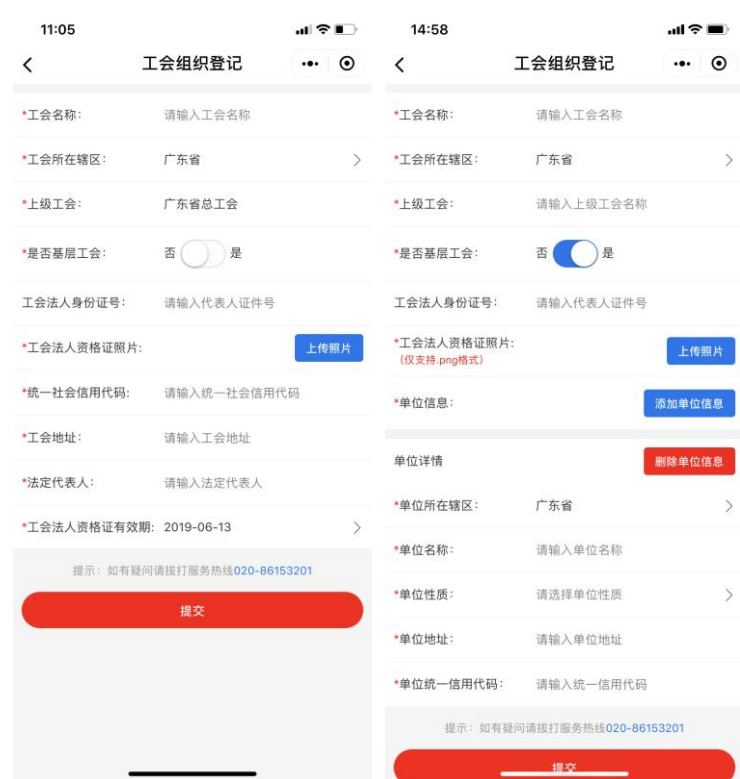 11:05
工会组织登记
*工会名称: 请输入工会名称
*工会所在辖区: 广东省
*上级工会: 广东省总工会
*是否基层工会: 否 是
工会法人身份证号: 请输入代表人证件号
*工会法人资格证照片: 上传照片
*统一社会信用代码: 请输入统一社会信用代码
*工会地址: 请输入工会地址
*法定代表人: 请输入法定代表人
*工会法人资格证有效期: 2019-06-13
提示: 如有疑问请拔打服务热线020-86153201
提交
14:58
工会组织登记
*工会名称: 请输入工会名称
*工会所在辖区: 广东省
*上级工会: 请输入上级工会名称
*是否基层工会: 否 是
工会法人身份证号: 请输入代表人证件号
*工会法人资格证照片: 上传照片
(仅支持.png格式)
*单位信息: 添加单位信息
单位详情 删除单位信息
*单位所在辖区: 广东省
*单位名称: 请输入单位名称
*单位性质: 请选择单位性质
*单位地址: 请输入单位地址
*单位统一信用代码: 请输入统一信用代码
提示: 如有疑问请拔打服务热线020-86153201
提交